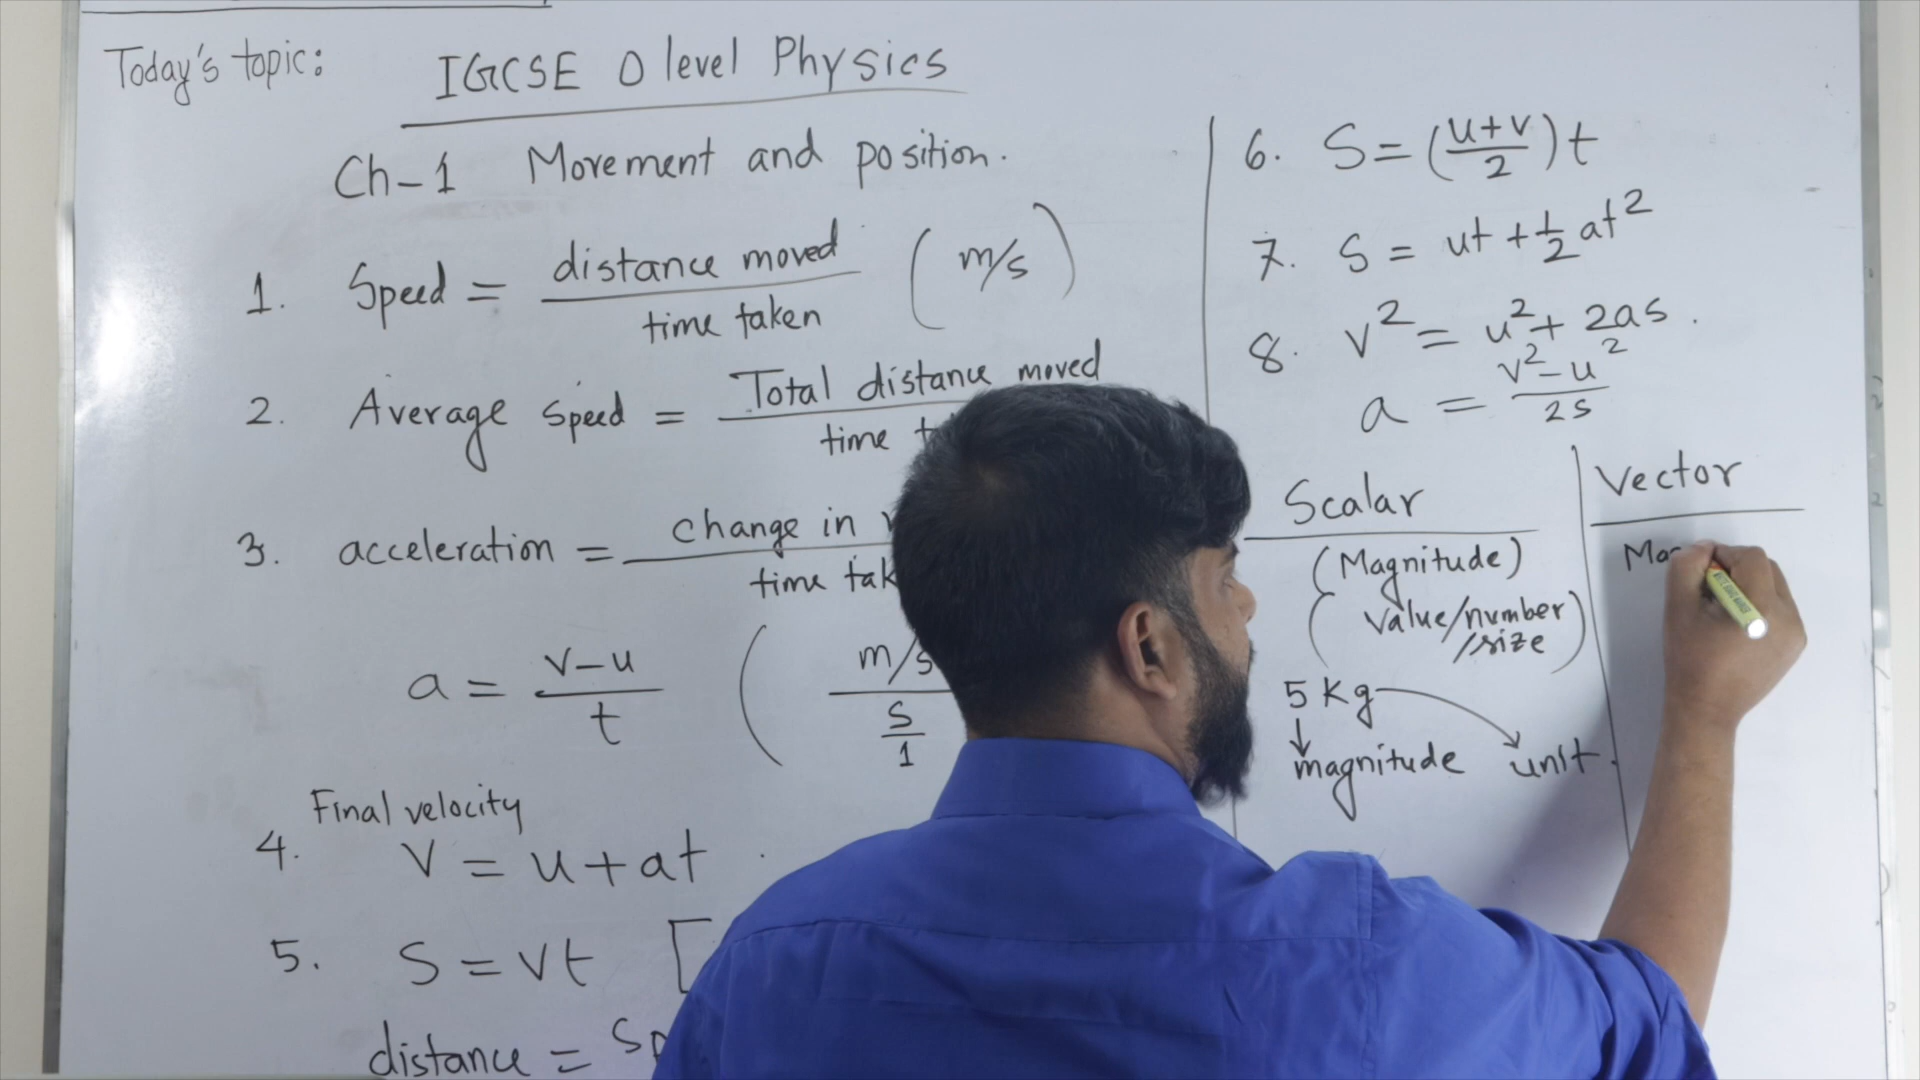 Today's topic:
IGCSE O level Physics
Ch-1 Movement and position.
1. Speed = distance moved / time taken (m/s)
2. Average speed = Total distance moved / time
3. acceleration = change in / time
a = v-u / t ( m/s / s/1
Final velocity
4. v = u+at
5. S = vt [
distance =
6. S = (u+v / 2)t
7. S = ut + 1/2 at²
8. v² = u² + 2as.
a = v²-u² / 2s
Scalar
(Magnitude)
(value/number
/size)
5 Kg
magnitude unit.
Vector